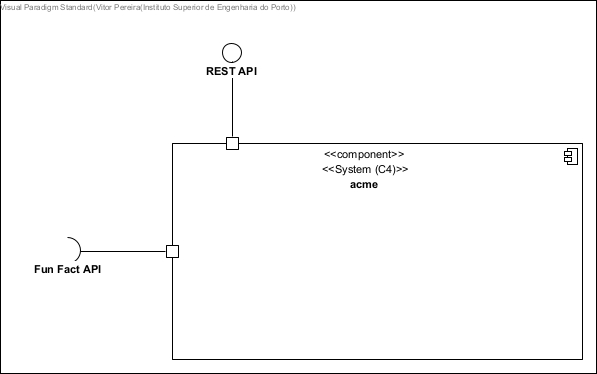 Visual Paradigm Standard(Vitor Pereira(Instituto Superior de Engenharia do Porto))
REST API
<<component>>
<<System (C4)>>
acme
Fun Fact API